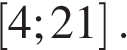 [4; 21] .